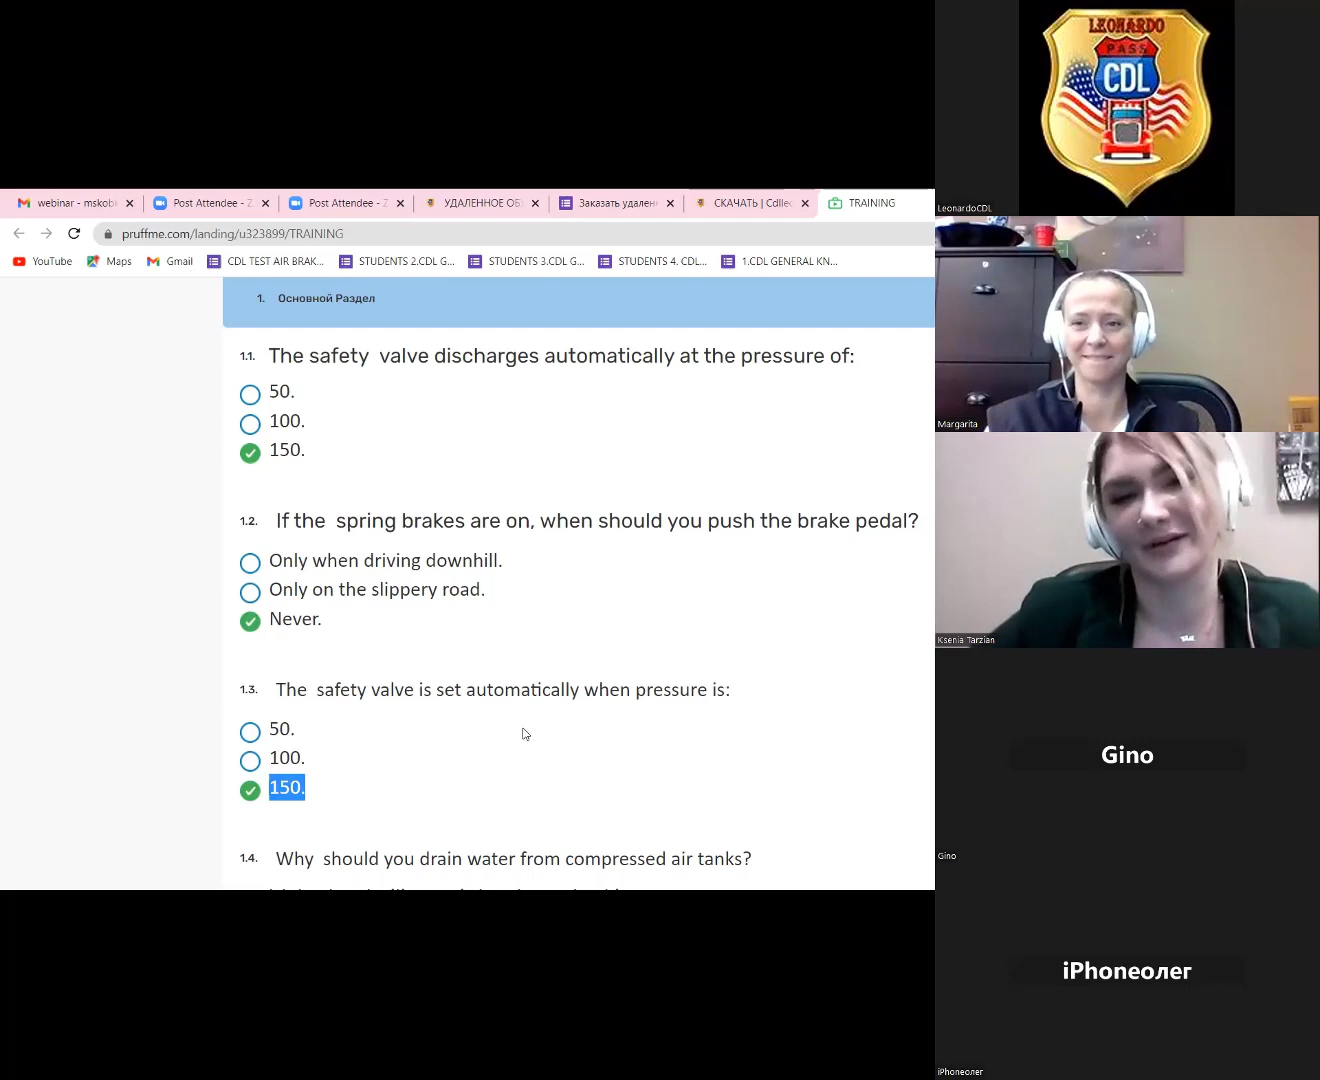 webinar - mskobl
Post Attendee - Z
Post Attendee - Z
УДАЛЕННОЕ ОБ
Заказать удален
СКАЧАТЬ | Cdllec
TRAINING
pruffme.com/landing/u323899/TRAINING
YouTube
Maps
Gmail
CDL TEST AIR BRAK...
STUDENTS 2.CDL G...
STUDENTS 3.CDL G...
STUDENTS 4. CDL...
1.CDL GENERAL KN...
1. Основной Раздел
1.1. The safety valve discharges automatically at the pressure of:
50.
100.
150.
1.2. If the spring brakes are on, when should you push the brake pedal?
Only when driving downhill.
Only on the slippery road.
Never.
1.3. The safety valve is set automatically when pressure is:
50.
100.
150.
1.4. Why should you drain water from compressed air tanks?
LEONARDO
PASS
CDL
LeonardoCDL
Margarita
Ksenia Tarzian
Gino
Gino
iPhoneолег
iPhoneолег